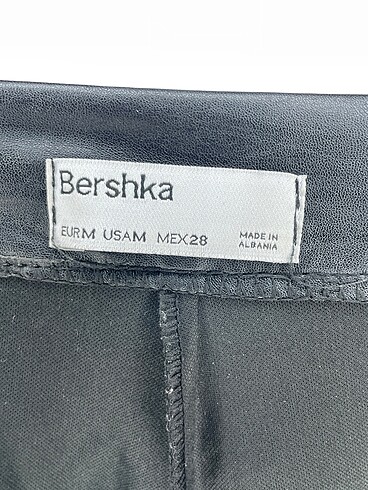 Bershka
EUR M USA M MEX 28
MADE IN
ALBANIA